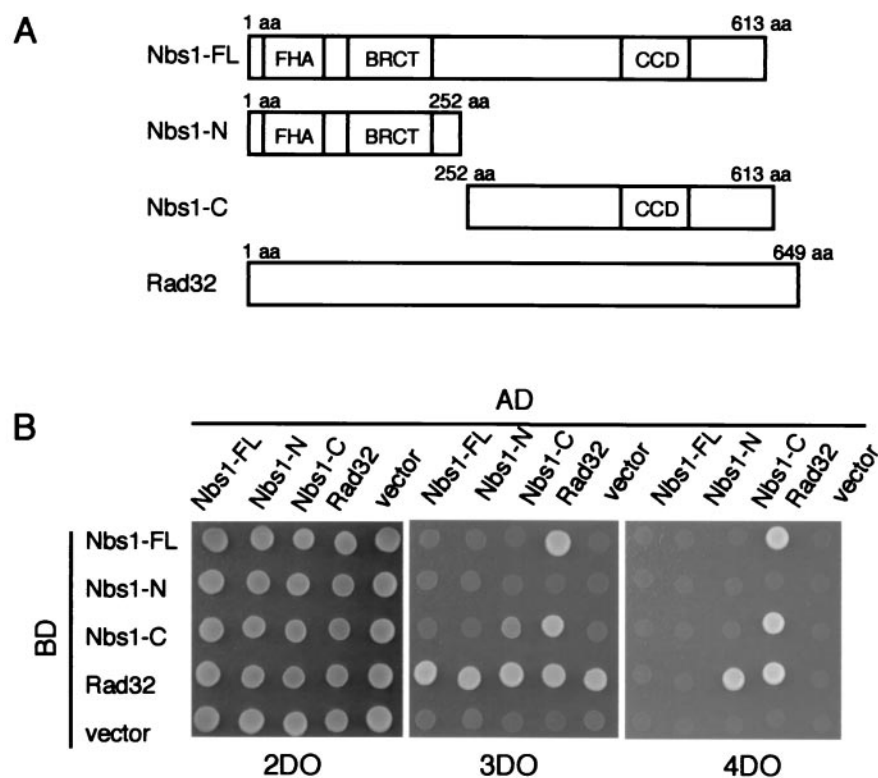 A
1 aa 613 aa
Nbs1-FL FHA BRCT CCD
1 aa 252 aa
Nbs1-N FHA BRCT
252 aa 613 aa
Nbs1-C CCD
1 aa 649 aa
Rad32
B
AD
Nbs1-FL Nbs1-N Nbs1-C Rad32 vector Nbs1-FL Nbs1-N Nbs1-C Rad32 vector Nbs1-FL Nbs1-N Nbs1-C Rad32 vector
BD
Nbs1-FL
Nbs1-N
Nbs1-C
Rad32
vector
2DO 3DO 4DO